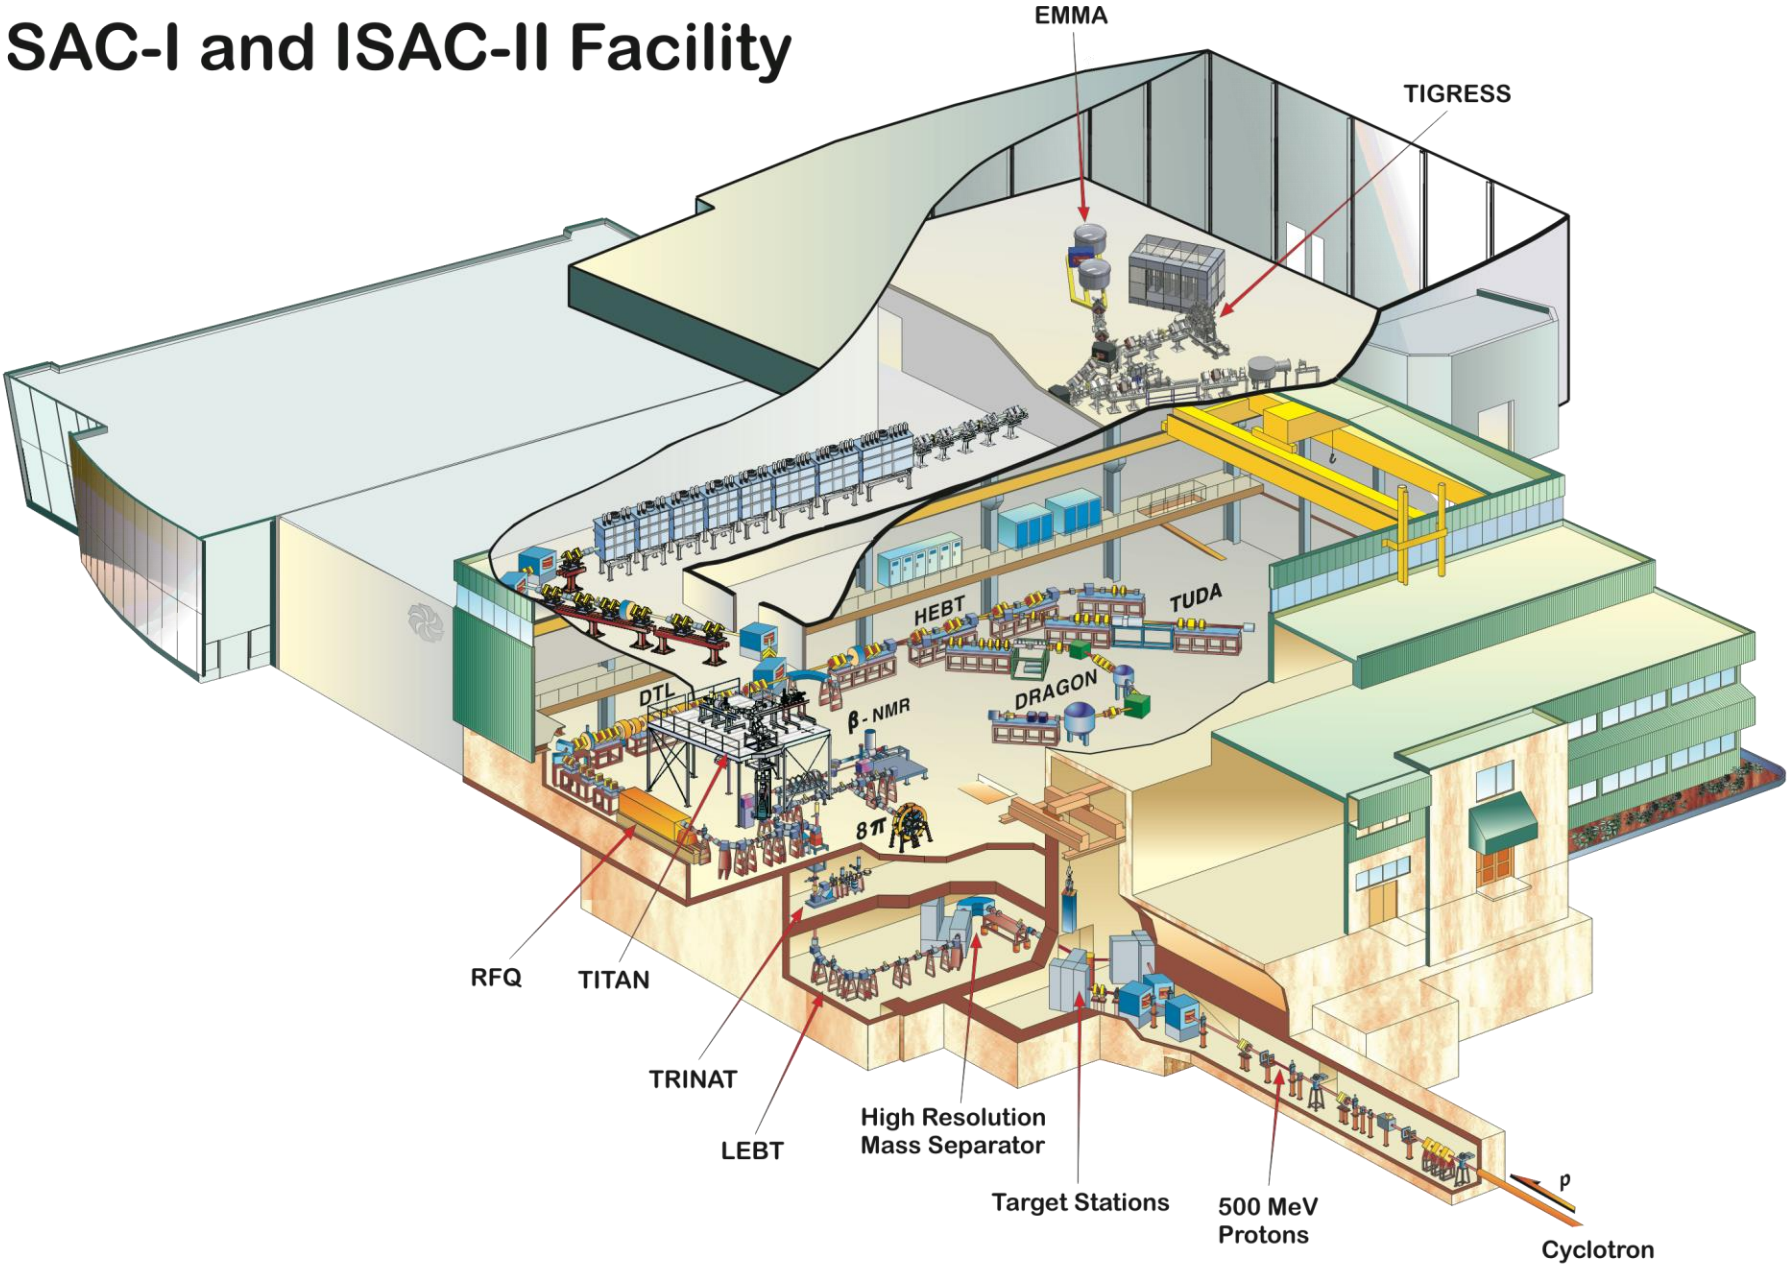 SAC-I and ISAC-II Facility
EMMA
TIGRESS
HEBT
TUDA
DTL
β - NMR
DRAGON
8π
RFQ
TITAN
TRINAT
LEBT
High Resolution
Mass Separator
Target Stations
500 MeV
Protons
p
Cyclotron